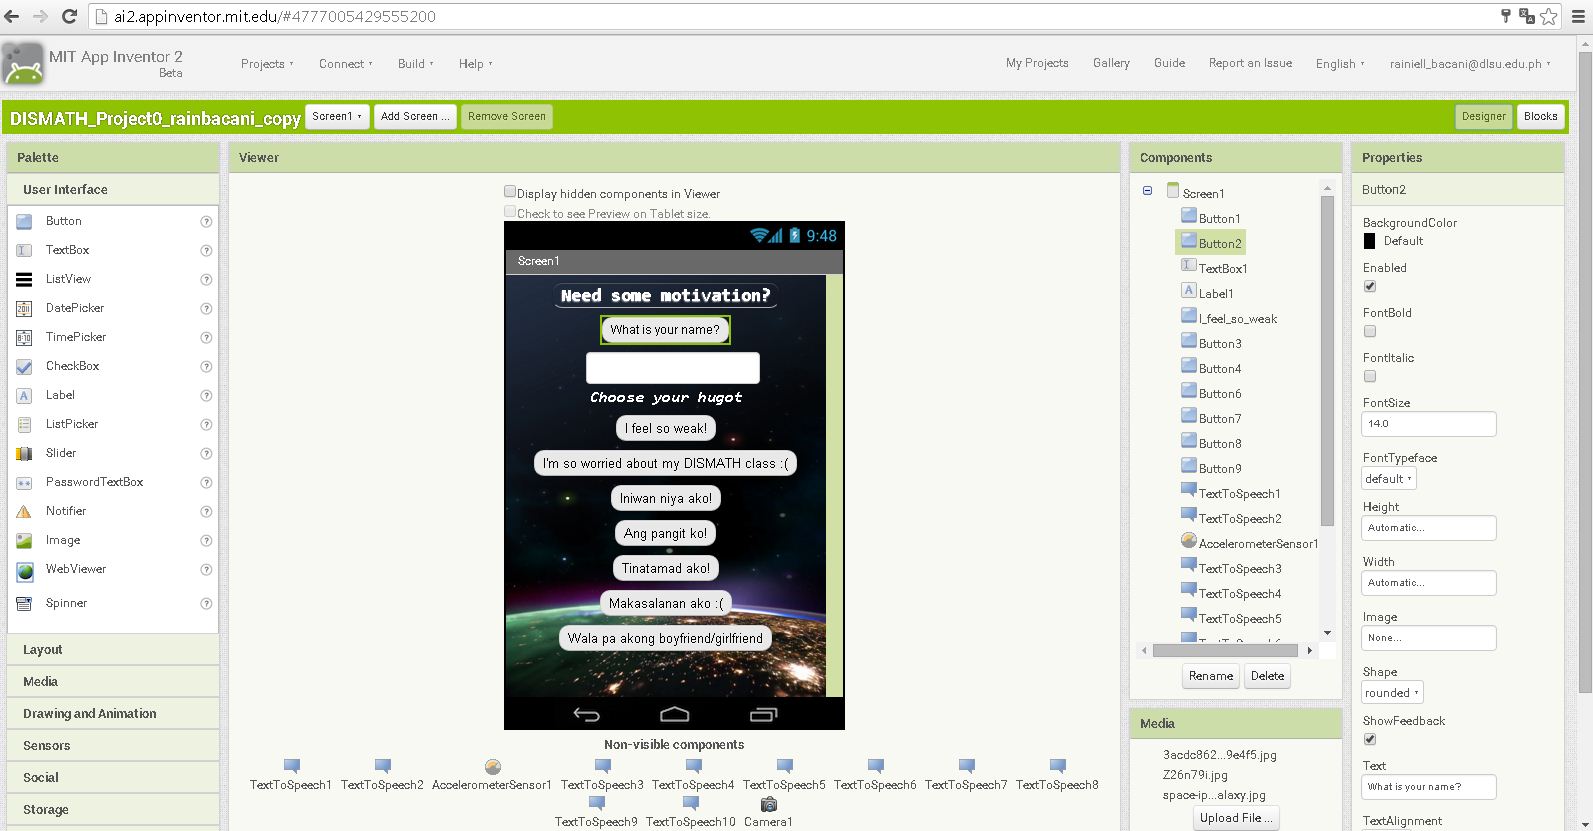 ai2.appinventor.mit.edu/#4777005429555200
MIT App Inventor 2
Beta
Projects
Connect
Build
Help
My Projects
Gallery
Guide
Report an Issue
English
rainiell_bacani@dlsu.edu.ph
DISMATH_Project0_rainbacani_copy
Screen1
Add Screen ...
Remove Screen
Designer
Blocks
Palette
User Interface
Button
TextBox
ListView
DatePicker
TimePicker
CheckBox
Label
ListPicker
Slider
PasswordTextBox
Notifier
Image
WebViewer
Spinner
Layout
Media
Drawing and Animation
Sensors
Social
Storage
Viewer
Display hidden components in Viewer
Check to see Preview on Tablet size.
9:48
Screen1
Need some motivation?
What is your name?
Choose your hugot
I feel so weak!
I'm so worried about my DISMATH class :(
Iniwan niya ako!
Ang pangit ko!
Tinatamad ako!
Makasalanan ako :(
Wala pa akong boyfriend/girlfriend
Non-visible components
TextToSpeech1
TextToSpeech2
AccelerometerSensor1
TextToSpeech3
TextToSpeech4
TextToSpeech5
TextToSpeech6
TextToSpeech7
TextToSpeech8
TextToSpeech9
TextToSpeech10
Camera1
Components
Screen1
Button1
Button2
TextBox1
Label1
I_feel_so_weak
Button3
Button4
Button6
Button7
Button8
Button9
TextToSpeech1
TextToSpeech2
AccelerometerSensor1
TextToSpeech3
TextToSpeech4
TextToSpeech5
Rename
Delete
Media
3acdc862...9e4f5.jpg
Z26n79i.jpg
space-ip...alaxy.jpg
Upload File ...
Properties
Button2
BackgroundColor
Default
Enabled
FontBold
FontItalic
FontSize
14.0
FontTypeface
default
Height
Automatic...
Width
Automatic...
Image
None...
Shape
rounded
ShowFeedback
Text
What is your name?
TextAlignment